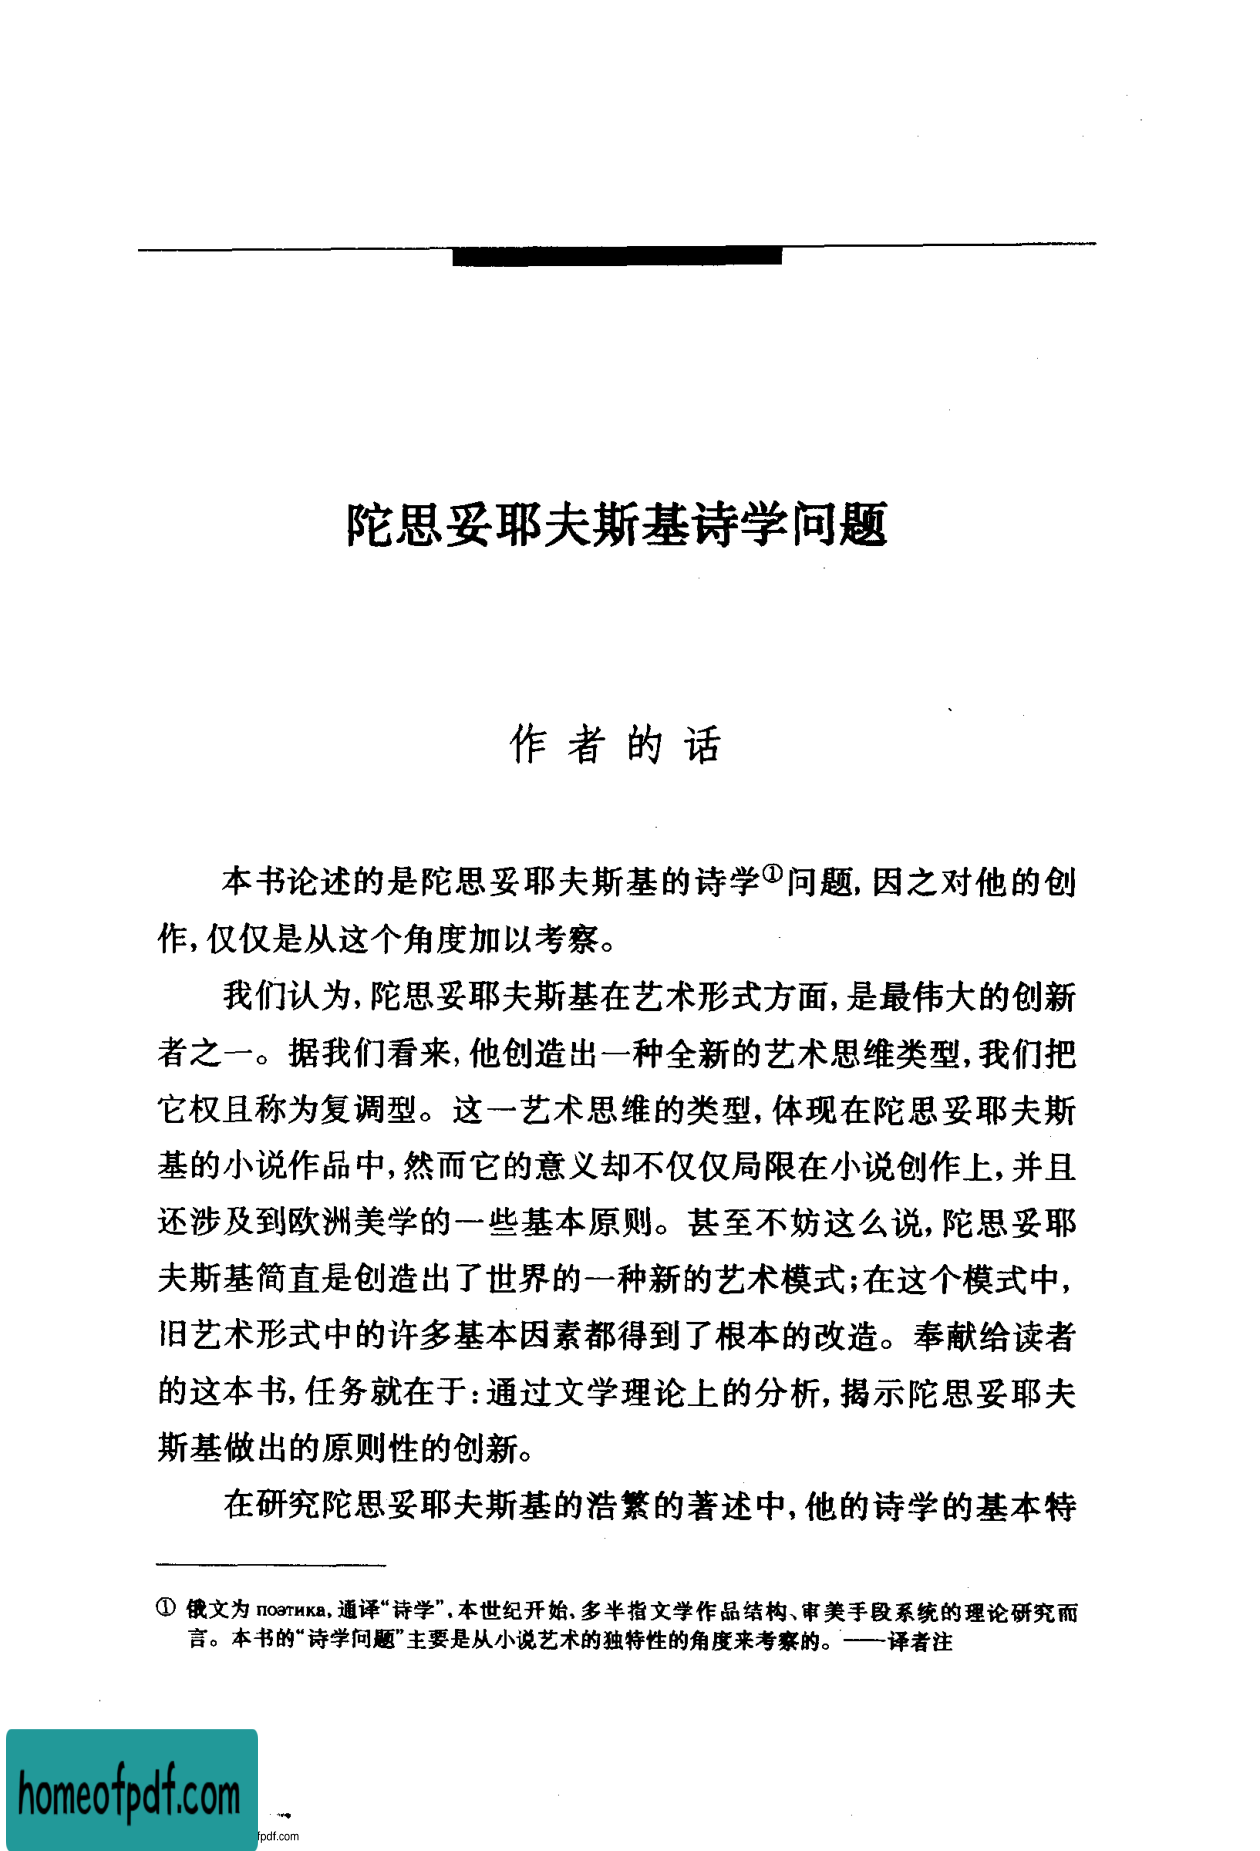 陀思妥耶夫斯基诗学问题
作者的话
本书论述的是陀思妥耶夫斯基的诗学①问题,因之对他的创
作,仅仅是从这个角度加以考察。
我们认为,陀思妥耶夫斯基在艺术形式方面,是最伟大的创新
者之一。据我们看来,他创造出一种全新的艺术思维类型,我们把
它权且称为复调型。这一艺术思维的类型,体现在陀思妥耶夫斯
基的小说作品中,然而它的意义却不仅仅局限在小说创作上,并且
还涉及到欧洲美学的一些基本原则。甚至不妨这么说,陀思妥耶
夫斯基简直是创造出了世界的一种新的艺术模式;在这个模式中,
旧艺术形式中的许多基本因素都得到了根本的改造。奉献给读者
的这本书,任务就在于:通过文学理论上的分析,揭示陀思妥耶夫
斯基做出的原则性的创新。
在研究陀思妥耶夫斯基的浩繁的著述中,他的诗学的基本特
① 俄文为 поэтика,通译“诗学”,本世纪开始,多半指文学作品结构、审美手段系统的理论研究而
言。本书的“诗学问题”主要是从小说艺术的独特性的角度来考察的。——译者注
homeofpdf.com
fpdf.com